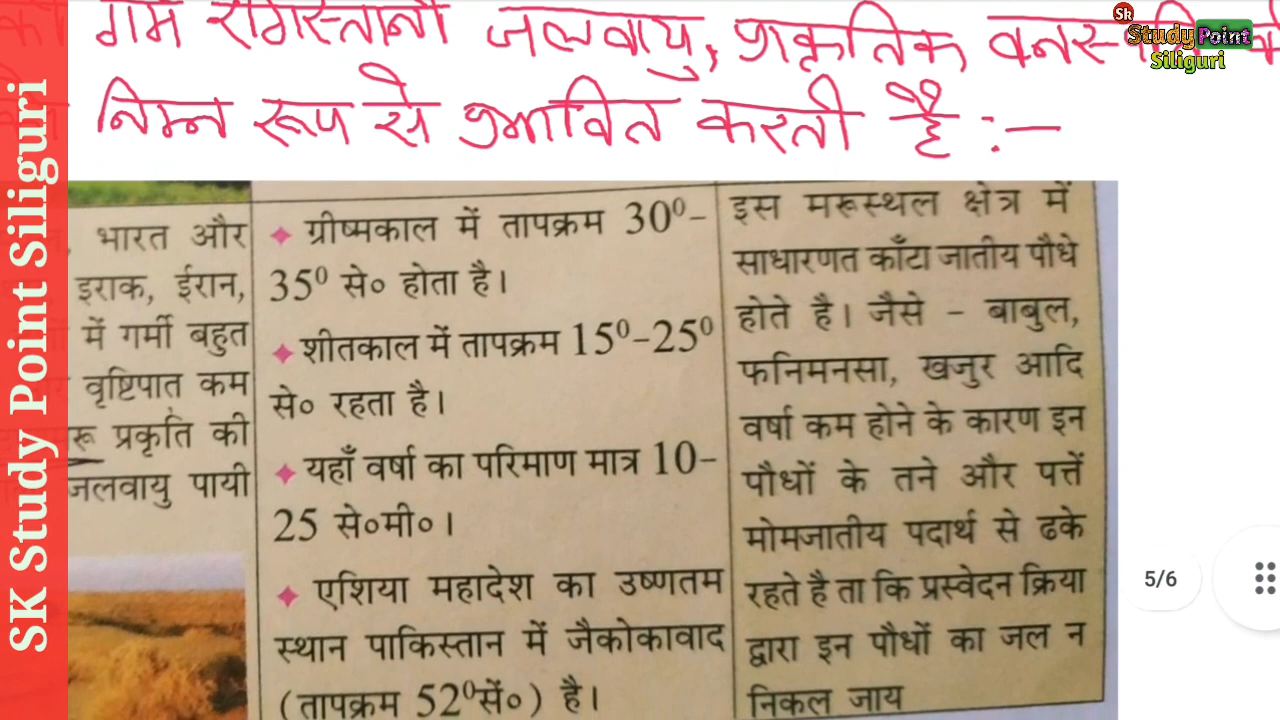 गर्म रेगिस्तानी जलवायु, प्राकृतिक
निम्न रूप से प्रभावित करती है :-
SK Study Point Siliguri
Sk
Study Point
Siliguri
भारत और
इराक, ईरान,
में गर्मी बहुत
वृष्टिपात कम
मरू प्रकृति की
जलवायु पायी
ग्रीष्मकाल में तापक्रम 30⁰–
35⁰ से० होता है।
शीतकाल में तापक्रम 15⁰–25⁰
से० रहता है।
यहाँ वर्षा का परिमाण मात्र 10–
25 से०मी०।
एशिया महादेश का उष्णतम
स्थान पाकिस्तान में जैकोकावाद
(तापक्रम 52⁰सें०) है।
इस मरूस्थल क्षेत्र में
साधारणत काँटा जातीय पौधे
होते है। जैसे – बाबुल,
फनिमनसा, खजुर आदि
वर्षा कम होने के कारण इन
पौधों के तने और पत्तें
मोमजातीय पदार्थ से ढके
रहते है ता कि प्रस्वेदन क्रिया
द्वारा इन पौधों का जल न
निकल जाय
5/6